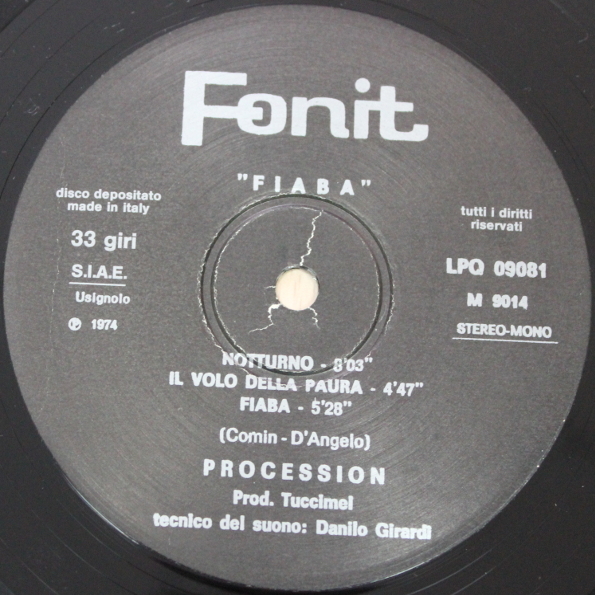 Fonit
"FIABA"
disco depositato
made in italy
33 giri
S.I.A.E.
Usignolo
℗ 1974
tutti i diritti
riservati
LPQ 09081
M 9014
STEREO-MONO
NOTTURNO - 8'03"
IL VOLO DELLA PAURA - 4'47"
FIABA - 5'28"
(Comin - D'Angelo)
PROCESSION
Prod. Tuccimei
tecnico del suono: Danilo Girardi